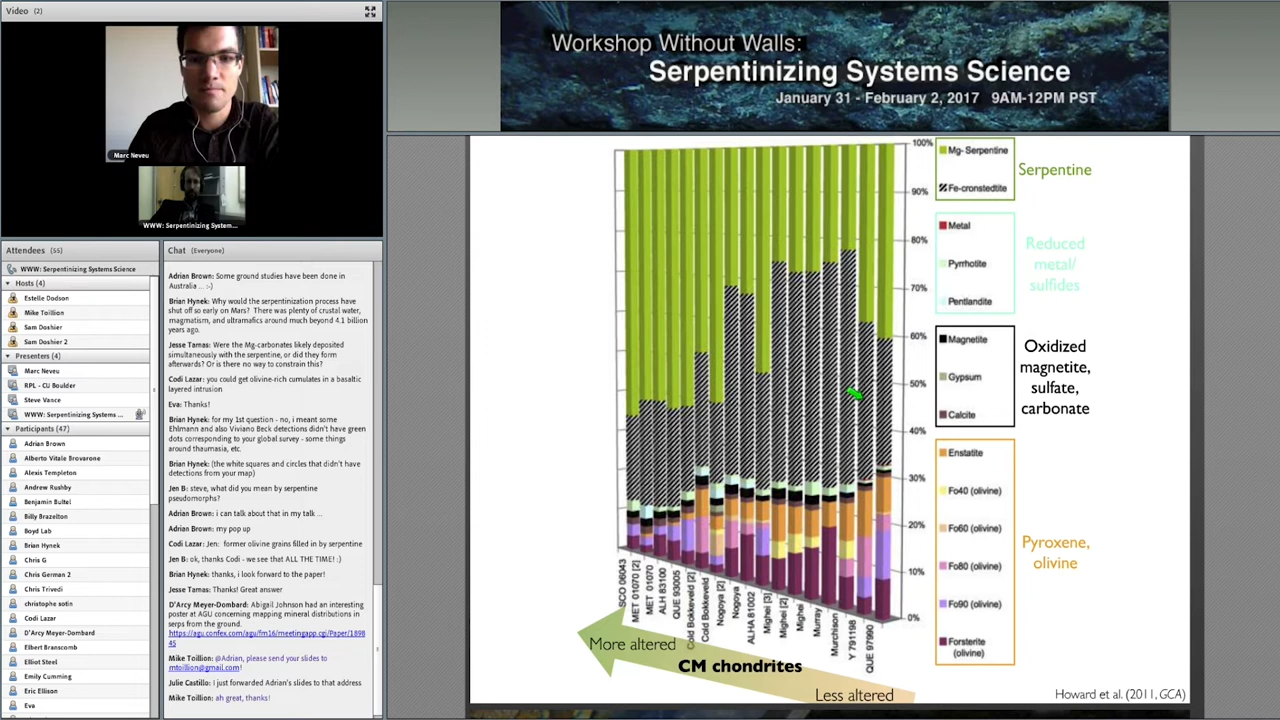 Video (2)
Marc Neveu
WWW: Serpentinizing System...
Attendees (55)
WWW: Serpentinizing Systems Science
Hosts (4)
Estelle Dodson
Mike Toillion
Sam Doshier
Sam Doshier 2
Presenters (4)
Marc Neveu
RPL - CU Boulder
Steve Vance
WWW: Serpentinizing Systems ...
Participants (47)
Adrian Brown
Alberto Vitale Brovarone
Alexis Templeton
Andrew Rushby
Benjamin Bultel
Billy Brazelton
Boyd Lab
Brian Hynek
Chris G
Chris German 2
Chris Trivedi
christophe sotin
Codi Lazar
D'Arcy Meyer-Dombard
Elbert Branscomb
Elliot Steel
Emily Cumming
Eric Ellison
Eva
Chat (Everyone)
Adrian Brown: Some ground studies have been done in
Australia .. :-)
Brian Hynek: Why would the serpentinization process have
shut off so early on Mars? There was plenty of crustal water,
magmatism, and ultramafics around much beyond 4.1 billion
years ago.
Jesse Tarnas: Were the Mg-carbonates likely deposited
simultaneously with the serpentine, or did they form
afterwards? Or is there no way to constrain this?
Codi Lazar: you could get olivine-rich cumulates in a basaltic
layered intrusion
Eva: Thanks!
Brian Hynek: for my 1st question - no, i meant some
Ehlmann and also Viviano Beck detections didn't have green
dots corresponding to your global survey - some things
around thaumasia, etc.
Brian Hynek: (the white squares and circles that didn't have
detections from your map)
Jen B: steve, what did you mean by serpentine
pseudomorphs?
Adrian Brown: i can talk about that in my talk ...
Adrian Brown: my pop up
Codi Lazar: Jen: former olivine grains filled in by serpentine
Jen B: ok, thanks Codi - we see that ALL THE TIME! :)
Brian Hynek: thanks, i look forward to the paper!
Jesse Tarnas: Thanks! Great answer
D'Arcy Meyer-Dombard: Abigail Johnson had an interesting
poster at AGU concerning mapping mineral distributions in
serps from the ground.
https://agu.confex.com/agu/fm16/meetingapp.cgi/Paper/1898
45
Mike Toillion: @Adrian, please send your slides to
mtoillion@gmail.com!
Julie Castillo: I just forwarded Adrian's slides to that address
Mike Toillion: ah great, thanks!
Workshop Without Walls:
Serpentinizing Systems Science
January 31 - February 2, 2017 9AM-12PM PST
100%
90%
80%
70%
60%
50%
40%
30%
20%
10%
0%
SCO 06043
MET 01070 [2]
MET 01070
ALH 83100
QUE 93005
Cold Bokkeveld [2]
Cold Bokkeveld
Nogoya [2]
Nogoya
ALHA 81002
Mighei [3]
Mighei [2]
Mighei
Murray
Murchison
Y 791198
QUE 97990
Mg-Serpentine
Fe-cronstedtite
Serpentine
Metal
Pyrrhotite
Pentlandite
Reduced
metal/
sulfides
Magnetite
Gypsum
Calcite
Oxidized
magnetite,
sulfate,
carbonate
Enstatite
Fo40 (olivine)
Fo60 (olivine)
Fo80 (olivine)
Fo90 (olivine)
Forsterite
(olivine)
Pyroxene,
olivine
More altered
CM chondrites
Less altered
Howard et al. (2011, GCA)